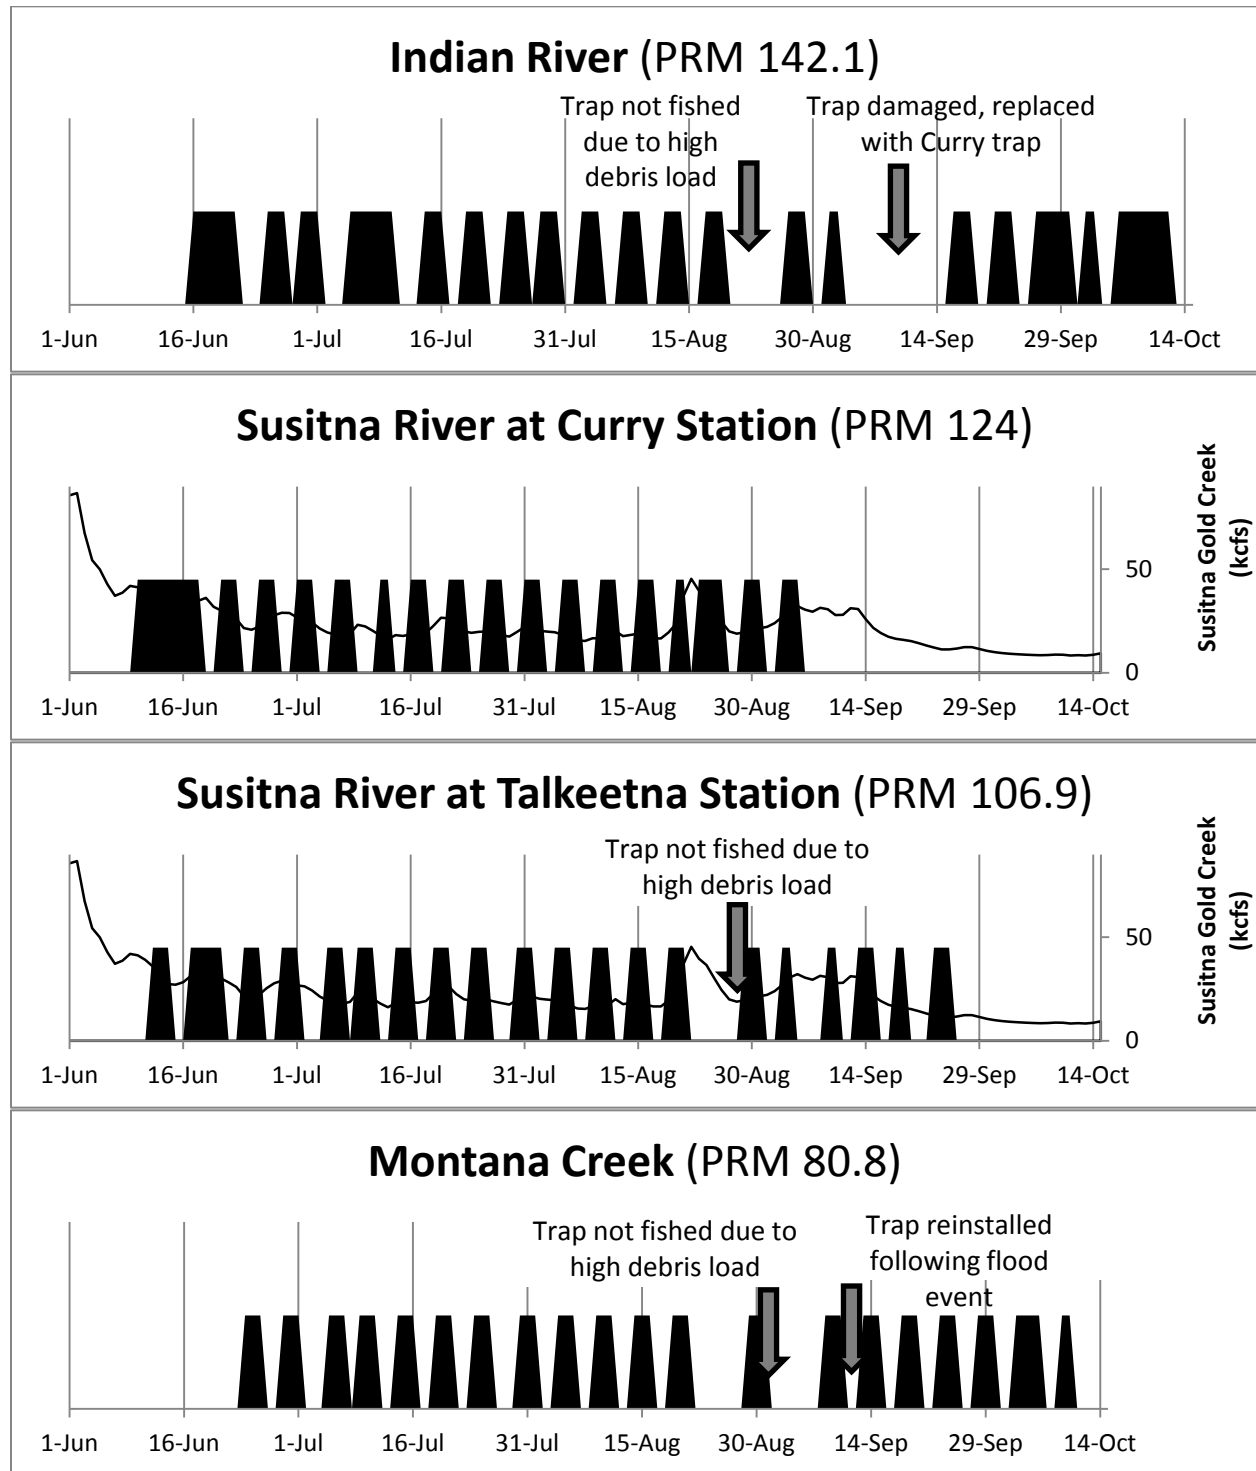 Indian River (PRM 142.1)
Trap not fished
due to high
debris load
Trap damaged, replaced
with Curry trap
1-Jun 16-Jun 1-Jul 16-Jul 31-Jul 15-Aug 30-Aug 14-Sep 29-Sep 14-Oct
Susitna River at Curry Station (PRM 124)
Susitna Gold Creek
(kcfs)
50
0
1-Jun 16-Jun 1-Jul 16-Jul 31-Jul 15-Aug 30-Aug 14-Sep 29-Sep 14-Oct
Susitna River at Talkeetna Station (PRM 106.9)
Trap not fished due to
high debris load
Susitna Gold Creek
(kcfs)
50
0
1-Jun 16-Jun 1-Jul 16-Jul 31-Jul 15-Aug 30-Aug 14-Sep 29-Sep 14-Oct
Montana Creek (PRM 80.8)
Trap not fished due to
high debris load
Trap reinstalled
following flood
event
1-Jun 16-Jun 1-Jul 16-Jul 31-Jul 15-Aug 30-Aug 14-Sep 29-Sep 14-Oct